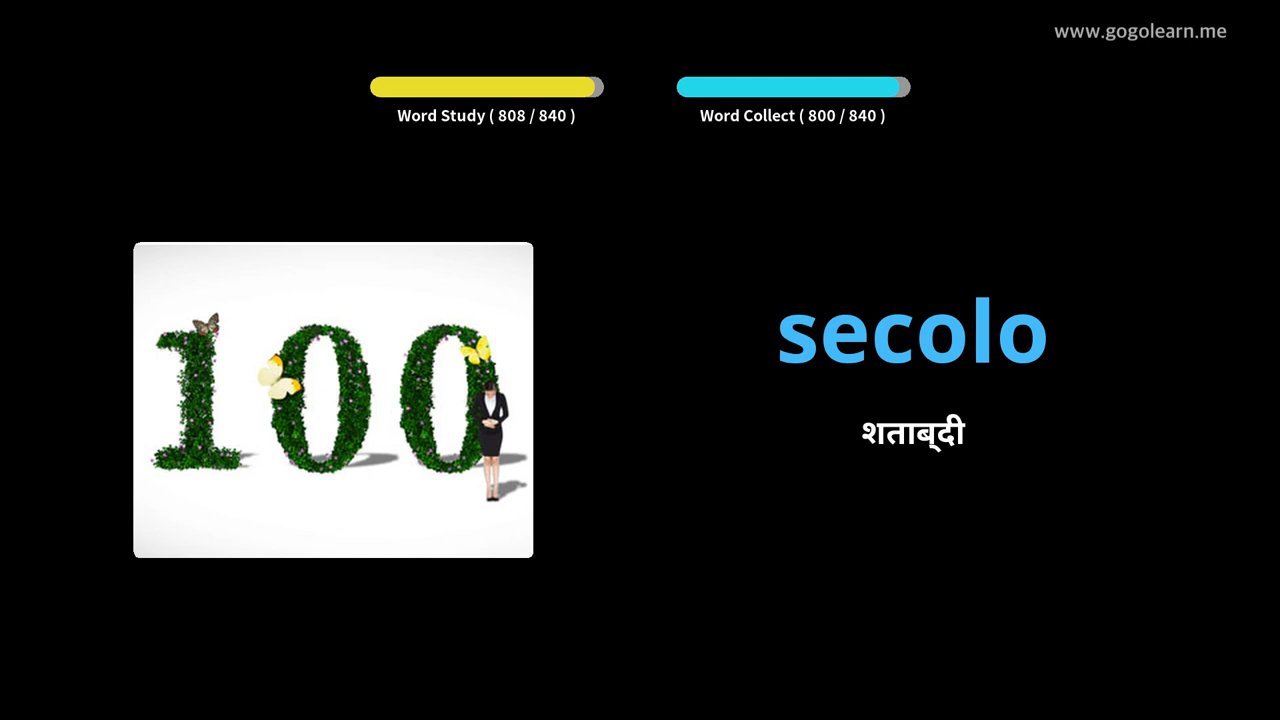 www.gogolearn.me
Word Study ( 808 / 840 )
Word Collect ( 800 / 840 )
100
secolo
शताब्‌दी